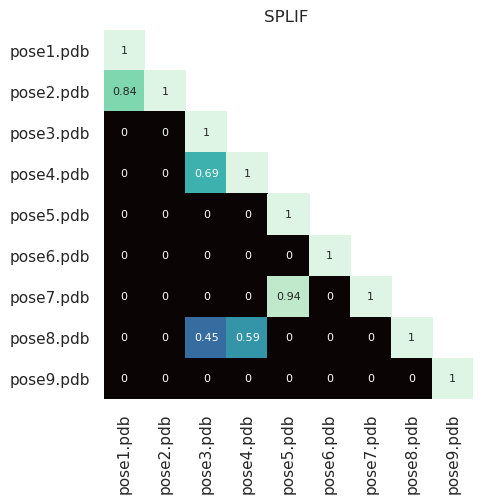 SPLIF
pose1.pdb 1
pose2.pdb 0.84 1
pose3.pdb 0 0 1
pose4.pdb 0 0 0.69 1
pose5.pdb 0 0 0 0 1
pose6.pdb 0 0 0 0 0 1
pose7.pdb 0 0 0 0 0.94 0 1
pose8.pdb 0 0 0.45 0.59 0 0 0 1
pose9.pdb 0 0 0 0 0 0 0 0 1
pose1.pdb pose2.pdb pose3.pdb pose4.pdb pose5.pdb pose6.pdb pose7.pdb pose8.pdb pose9.pdb